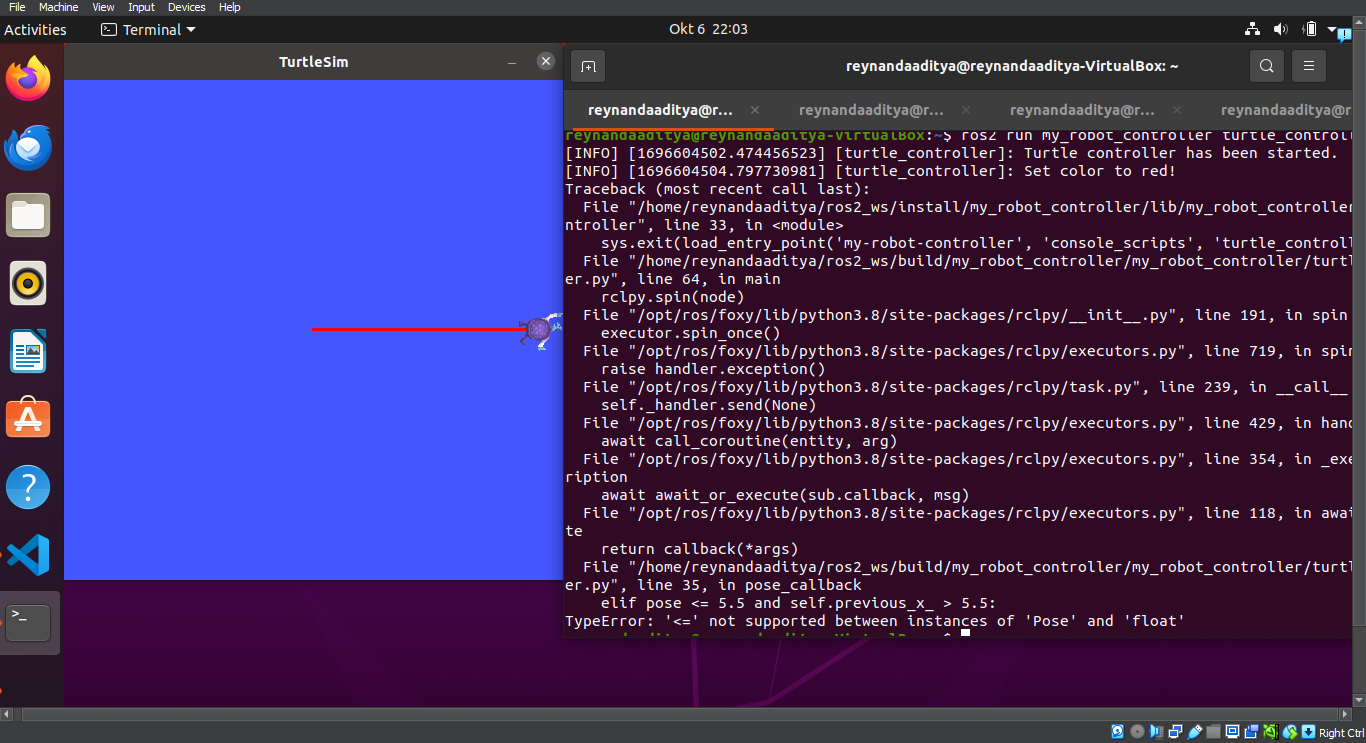 File Machine View Input Devices Help
Activities Terminal Okt 6 22:03
TurtleSim
reynandaaditya@reynandaaditya-VirtualBox: ~
reynandaaditya@r... reynandaaditya@r... reynandaaditya@r... reynandaaditya@r
reynandaaditya@reynandaaditya-VirtualBox:~$ ros2 run my_robot_controller turtle_controll
[INFO] [1696604502.474456523] [turtle_controller]: Turtle controller has been started.
[INFO] [1696604504.797730981] [turtle_controller]: Set color to red!
Traceback (most recent call last):
File "/home/reynandaaditya/ros2_ws/install/my_robot_controller/lib/my_robot_controller
ntroller", line 33, in <module>
sys.exit(load_entry_point('my-robot-controller', 'console_scripts', 'turtle_controll
File "/home/reynandaaditya/ros2_ws/build/my_robot_controller/my_robot_controller/turtl
er.py", line 64, in main
rclpy.spin(node)
File "/opt/ros/foxy/lib/python3.8/site-packages/rclpy/__init__.py", line 191, in spin
executor.spin_once()
File "/opt/ros/foxy/lib/python3.8/site-packages/rclpy/executors.py", line 719, in spin
raise handler.exception()
File "/opt/ros/foxy/lib/python3.8/site-packages/rclpy/task.py", line 239, in __call__
self._handler.send(None)
File "/opt/ros/foxy/lib/python3.8/site-packages/rclpy/executors.py", line 429, in hand
await call_coroutine(entity, arg)
File "/opt/ros/foxy/lib/python3.8/site-packages/rclpy/executors.py", line 354, in _exe
ription
await await_or_execute(sub.callback, msg)
File "/opt/ros/foxy/lib/python3.8/site-packages/rclpy/executors.py", line 118, in awai
te
return callback(*args)
File "/home/reynandaaditya/ros2_ws/build/my_robot_controller/my_robot_controller/turtl
er.py", line 35, in pose_callback
elif pose <= 5.5 and self.previous_x_ > 5.5:
TypeError: '<=' not supported between instances of 'Pose' and 'float'
Right Ctrl